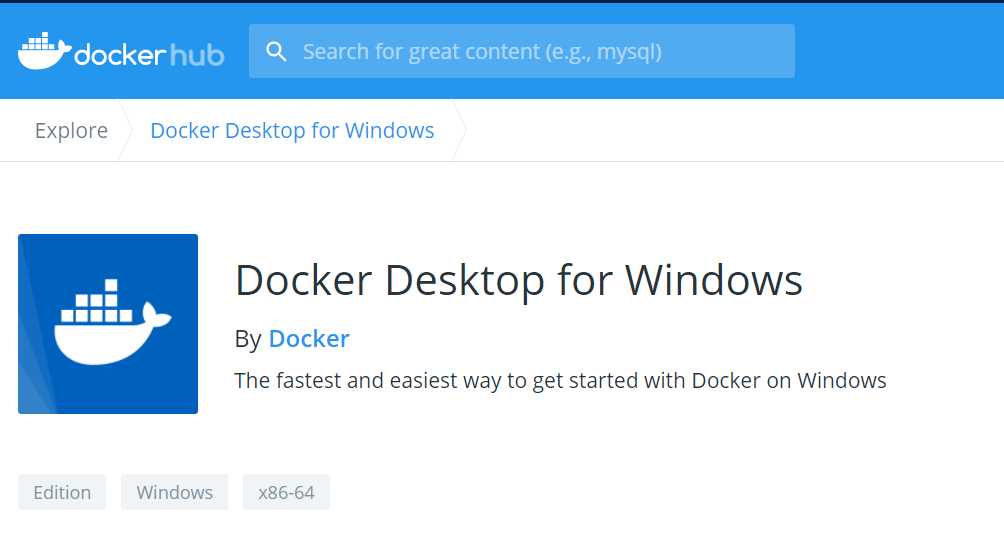 dockerhub
Search for great content (e.g., mysql)
Explore
Docker Desktop for Windows
Docker Desktop for Windows
By Docker
The fastest and easiest way to get started with Docker on Windows
Edition
Windows
x86-64